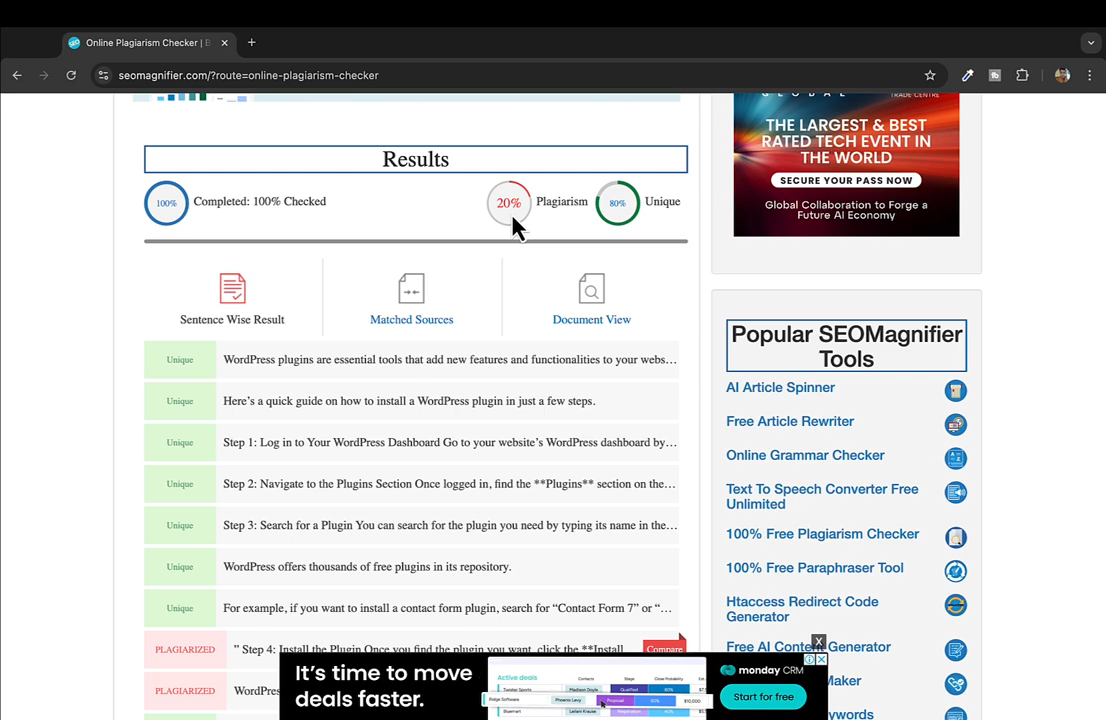 Online Plagiarism Checker | B
seomagnifier.com/?route=online-plagiarism-checker
Results
100%
Completed: 100% Checked
20%
Plagiarism
80%
Unique
Sentence Wise Result
Matched Sources
Document View
Unique
WordPress plugins are essential tools that add new features and functionalities to your webs…
Unique
Here’s a quick guide on how to install a WordPress plugin in just a few steps.
Unique
Step 1: Log in to Your WordPress Dashboard Go to your website’s WordPress dashboard by…
Unique
Step 2: Navigate to the Plugins Section Once logged in, find the **Plugins** section on the…
Unique
Step 3: Search for a Plugin You can search for the plugin you need by typing its name in the…
Unique
WordPress offers thousands of free plugins in its repository.
Unique
For example, if you want to install a contact form plugin, search for “Contact Form 7” or “…
PLAGIARIZED
” Step 4: Install the Plugin Once you find the plugin you want, click the **Install
Compare
PLAGIARIZED
WordPres
GLOBAL
TRADE CENTRE
THE LARGEST & BEST
RATED TECH EVENT IN
THE WORLD
SECURE YOUR PASS NOW
Global Collaboration to Forge a
Future AI Economy
Popular SEOMagnifier
Tools
AI Article Spinner
Free Article Rewriter
Online Grammar Checker
Text To Speech Converter Free
Unlimited
100% Free Plagiarism Checker
100% Free Paraphraser Tool
Htaccess Redirect Code
Generator
Free AI Content Generator
Maker
eywords
It’s time to move
deals faster.
Active deals
monday CRM
Start for free